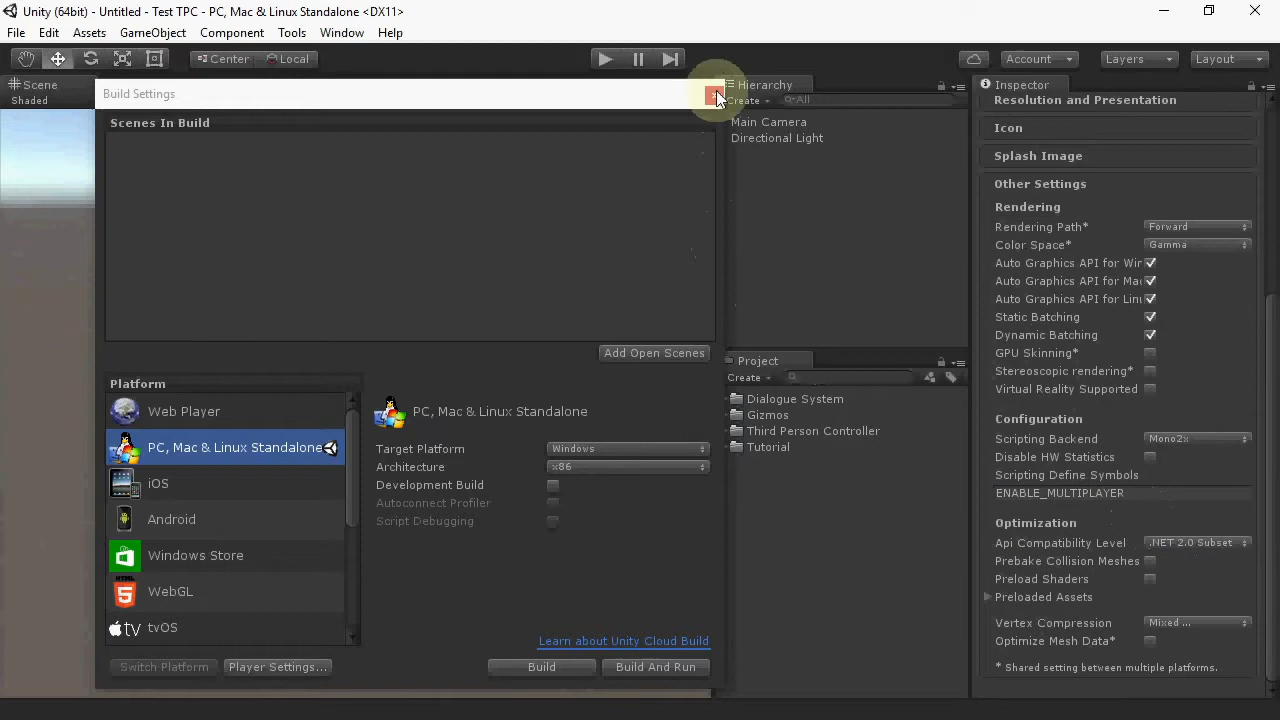 Unity (64bit) - Untitled - Test TPC - PC, Mac & Linux Standalone <DX11>
File Edit Assets GameObject Component Tools Window Help
Center Local Account Layers Layout
Scene
Shaded
Build Settings
Scenes In Build
Add Open Scenes
Platform
Web Player
PC, Mac & Linux Standalone
iOS
Android
Windows Store
HTML
5
WebGL
tv
tvOS
Switch Platform
Player Settings...
PC, Mac & Linux Standalone
Target Platform Windows
Architecture x86
Development Build
Autoconnect Profiler
Script Debugging
Learn about Unity Cloud Build
Build
Build And Run
Hierarchy
Create All
Main Camera
Directional Light
Project
Create
Dialogue System
Gizmos
Third Person Controller
Tutorial
Inspector
Resolution and Presentation
Icon
Splash Image
Other Settings
Rendering
Rendering Path* Forward
Color Space* Gamma
Auto Graphics API for Win
Auto Graphics API for Mac
Auto Graphics API for Linu
Static Batching
Dynamic Batching
GPU Skinning*
Stereoscopic rendering*
Virtual Reality Supported
Configuration
Scripting Backend Mono2x
Disable HW Statistics
Scripting Define Symbols
ENABLE_MULTIPLAYER
Optimization
Api Compatibility Level .NET 2.0 Subset
Prebake Collision Meshes
Preload Shaders
Preloaded Assets
Vertex Compression Mixed ...
Optimize Mesh Data*
* Shared setting between multiple platforms.